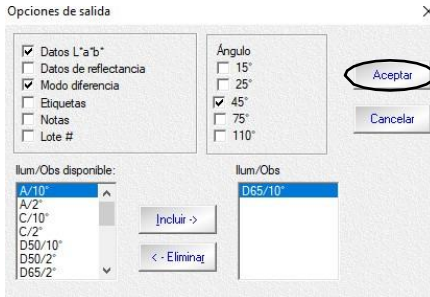 Opciones de salida
Datos L*a*b*
Datos de reflectancia
Modo diferencia
Etiquetas
Notas
Lote #
Ángulo
15°
25°
45°
75°
110°
Aceptar
Cancelar
Ilum/Obs disponible:
A/10°
A/2°
C/10°
C/2°
D50/10°
D50/2°
D65/2°
Incluir ->
<- Eliminar
Ilum/Obs
D65/10°